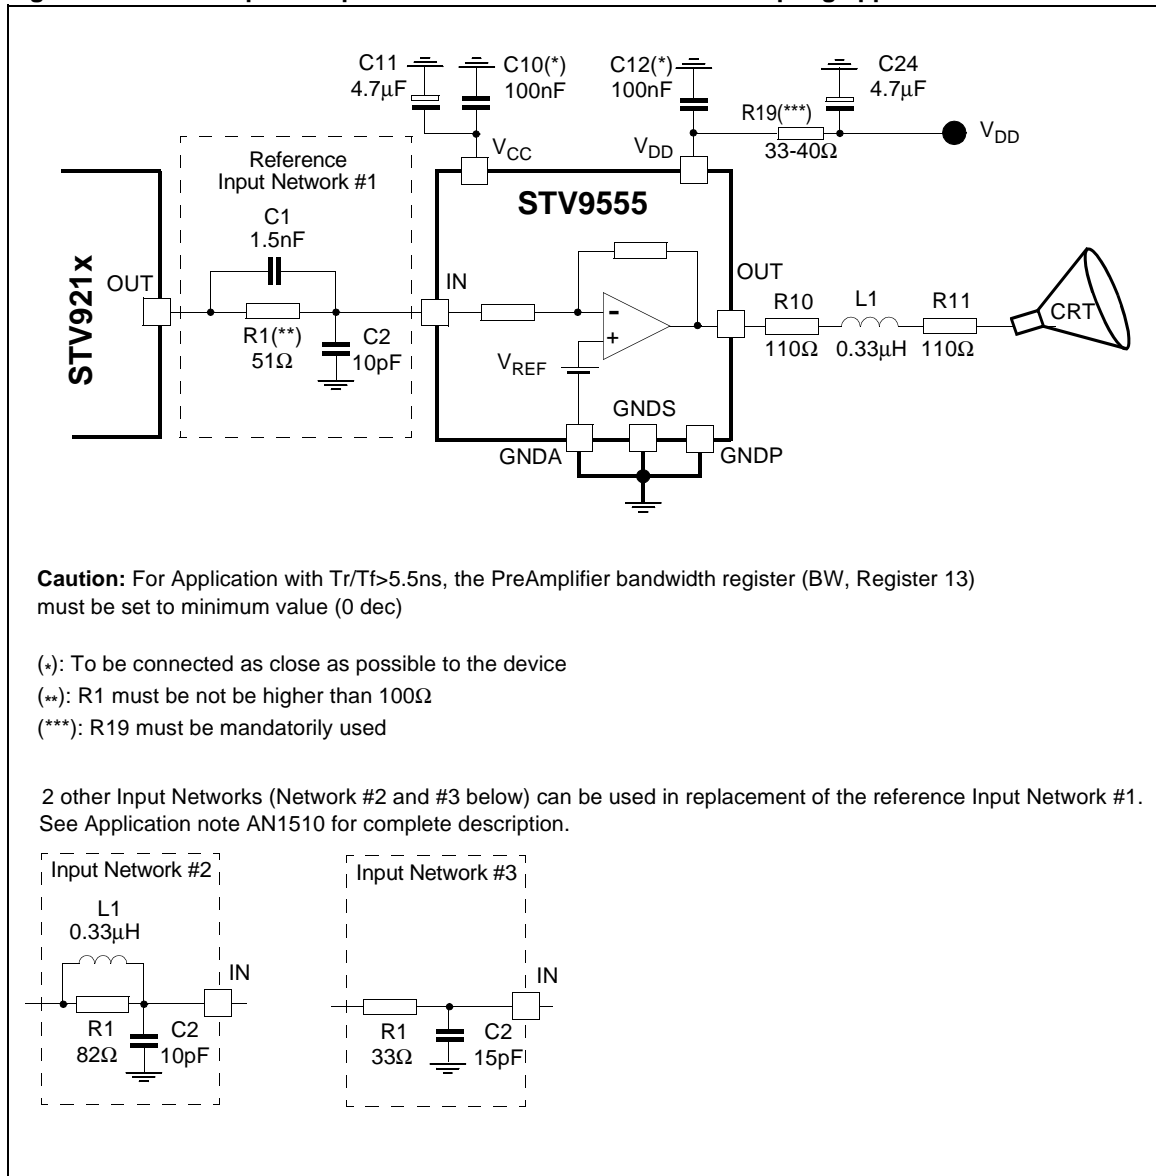 C11
4.7μF
C10(*)
100nF
C12(*)
100nF
R19(***)
33-40Ω
C24
4.7μF
VDD
VCC
VDD
Reference
Input Network #1
C1
1.5nF
R1(**)
51Ω
C2
10pF
STV921x
OUT
IN
STV9555
-
+
VREF
OUT
R10
110Ω
L1
0.33μH
R11
110Ω
CRT
GNDS
GNDA
GNDP
Caution: For Application with Tr/Tf>5.5ns, the PreAmplifier bandwidth register (BW, Register 13)
must be set to minimum value (0 dec)
(*): To be connected as close as possible to the device
(**): R1 must be not be higher than 100Ω
(***): R19 must be mandatorily used
2 other Input Networks (Network #2 and #3 below) can be used in replacement of the reference Input Network #1.
See Application note AN1510 for complete description.
Input Network #2
L1
0.33μH
IN
R1
82Ω
C2
10pF
Input Network #3
IN
R1
33Ω
C2
15pF